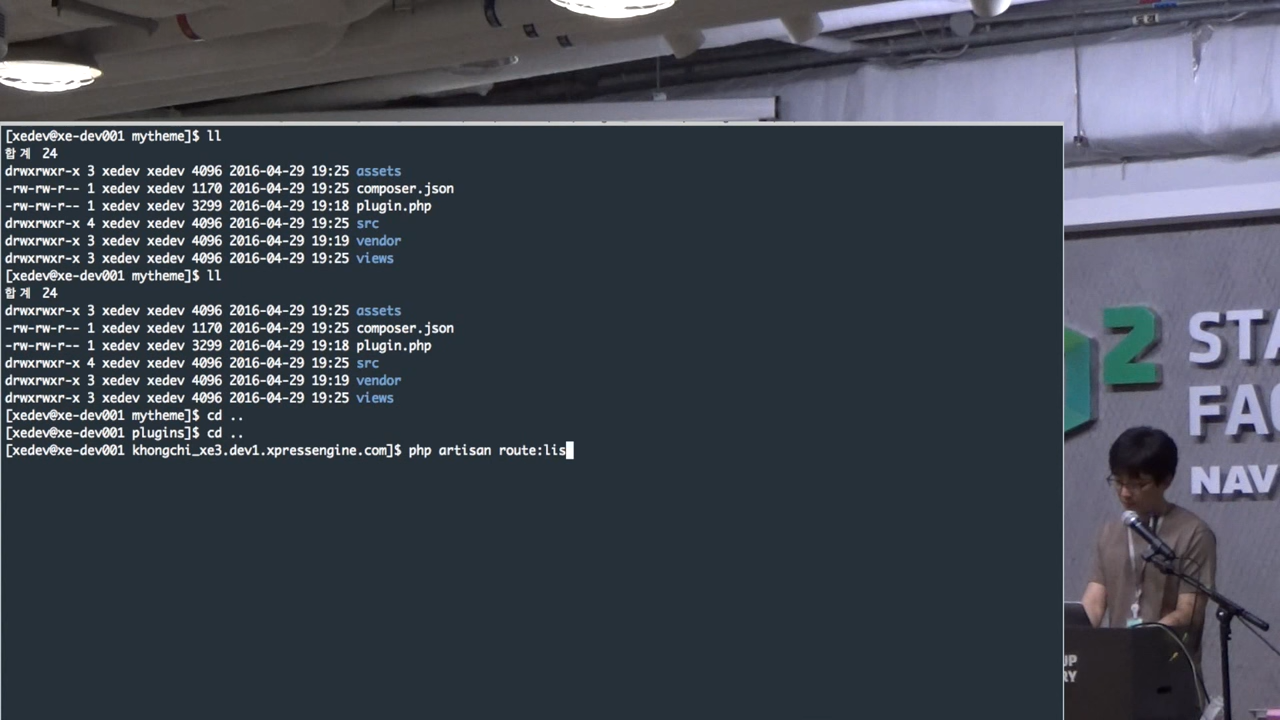 [xedev@xe-dev001 mytheme]$ ll
합계 24
drwxrwxr-x 3 xedev xedev 4096 2016-04-29 19:25 assets
-rw-rw-r-- 1 xedev xedev 1170 2016-04-29 19:25 composer.json
-rw-rw-r-- 1 xedev xedev 3299 2016-04-29 19:18 plugin.php
drwxrwxr-x 4 xedev xedev 4096 2016-04-29 19:25 src
drwxrwxr-x 3 xedev xedev 4096 2016-04-29 19:19 vendor
drwxrwxr-x 3 xedev xedev 4096 2016-04-29 19:25 views
[xedev@xe-dev001 mytheme]$ ll
합계 24
drwxrwxr-x 3 xedev xedev 4096 2016-04-29 19:25 assets
-rw-rw-r-- 1 xedev xedev 1170 2016-04-29 19:25 composer.json
-rw-rw-r-- 1 xedev xedev 3299 2016-04-29 19:18 plugin.php
drwxrwxr-x 4 xedev xedev 4096 2016-04-29 19:25 src
drwxrwxr-x 3 xedev xedev 4096 2016-04-29 19:19 vendor
drwxrwxr-x 3 xedev xedev 4096 2016-04-29 19:25 views
[xedev@xe-dev001 mytheme]$ cd ..
[xedev@xe-dev001 plugins]$ cd ..
[xedev@xe-dev001 khongchi_xe3.dev1.xpressengine.com]$ php artisan route:lis
2 STA
FAC
NAV
UP
RY